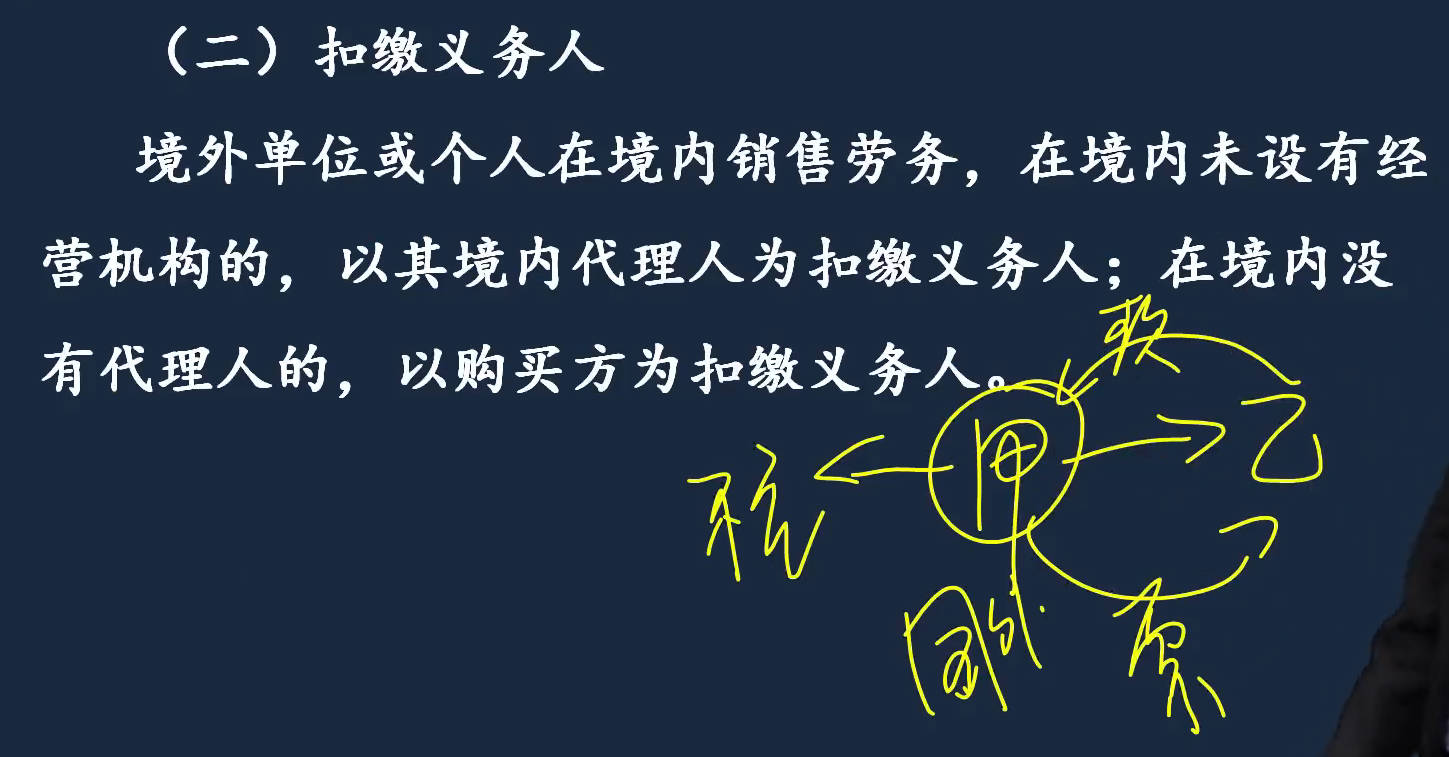 （二）扣缴义务人
境外单位或个人在境内销售劳务，在境内未设有经
营机构的，以其境内代理人为扣缴义务人；在境内没
有代理人的，以购买方为扣缴义务人。
款
甲
乙
税
票